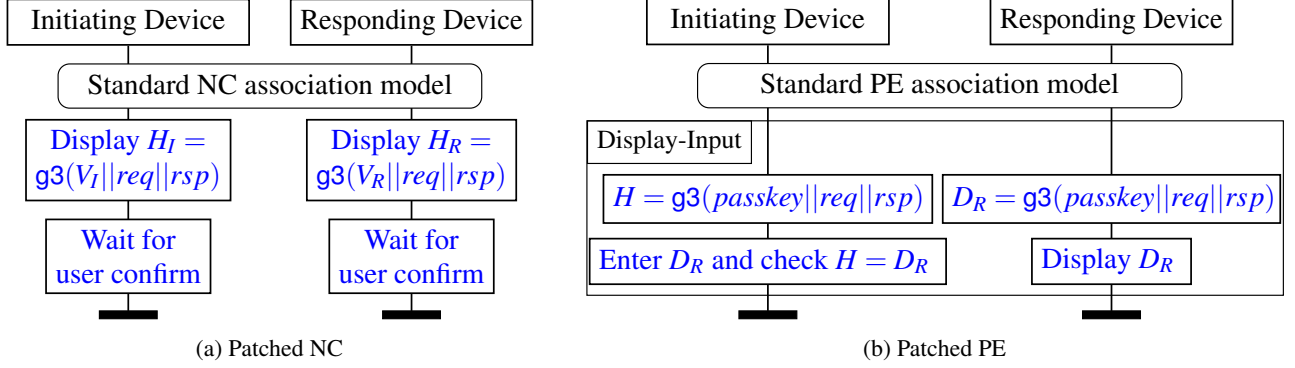 Initiating Device
Responding Device
Standard NC association model
Display H_I =
g3(V_I||req||rsp)
Display H_R =
g3(V_R||req||rsp)
Wait for
user confirm
Wait for
user confirm
(a) Patched NC
Initiating Device
Responding Device
Standard PE association model
Display-Input
H = g3(passkey||req||rsp)
D_R = g3(passkey||req||rsp)
Enter D_R and check H = D_R
Display D_R
(b) Patched PE